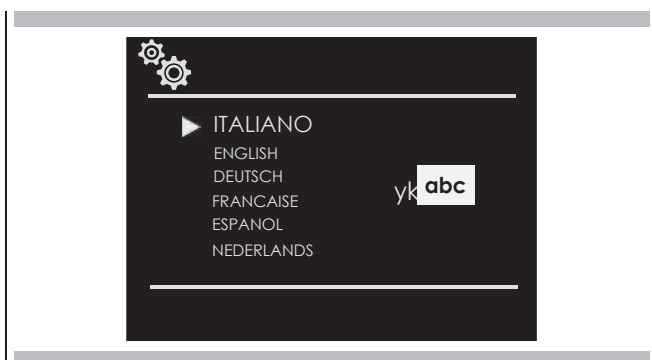 ITALIANO
ENGLISH
DEUTSCH
FRANCAISE
yk abc
ESPANOL
NEDERLANDS